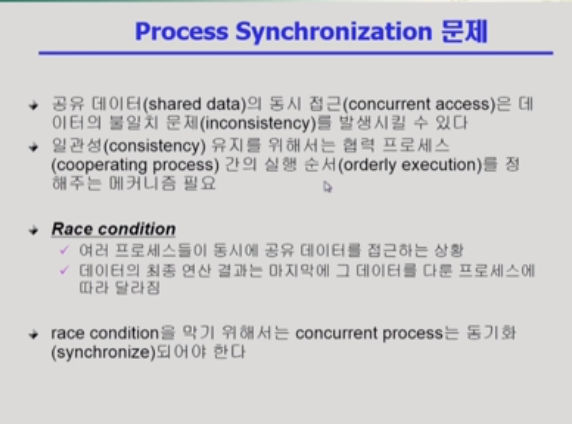 Process Synchronization 문제
공유 데이터(shared data)의 동시 접근(concurrent access)은 데
이터의 불일치 문제(inconsistency)를 발생시킬 수 있다
일관성(consistency) 유지를 위해서는 협력 프로세스
(cooperating process) 간의 실행 순서(orderly execution)를 정
해주는 메커니즘 필요
Race condition
여러 프로세스들이 동시에 공유 데이터를 접근하는 상황
데이터의 최종 연산 결과는 마지막에 그 데이터를 다룬 프로세스에
따라 달라짐
race condition을 막기 위해서는 concurrent process는 동기화
(synchronize)되어야 한다